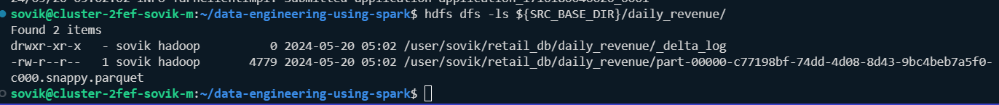 sovik@cluster-2fef-sovik-m:~/data-engineering-using-spark$ hdfs dfs -ls ${SRC_BASE_DIR}/daily_revenue/
Found 2 items
drwxr-xr-x   - sovik hadoop          0 2024-05-20 05:02 /user/sovik/retail_db/daily_revenue/_delta_log
-rw-r--r--   1 sovik hadoop       4779 2024-05-20 05:02 /user/sovik/retail_db/daily_revenue/part-00000-c77198bf-74dd-4d08-8d43-9bc4beb7a5f0-
c000.snappy.parquet
sovik@cluster-2fef-sovik-m:~/data-engineering-using-spark$